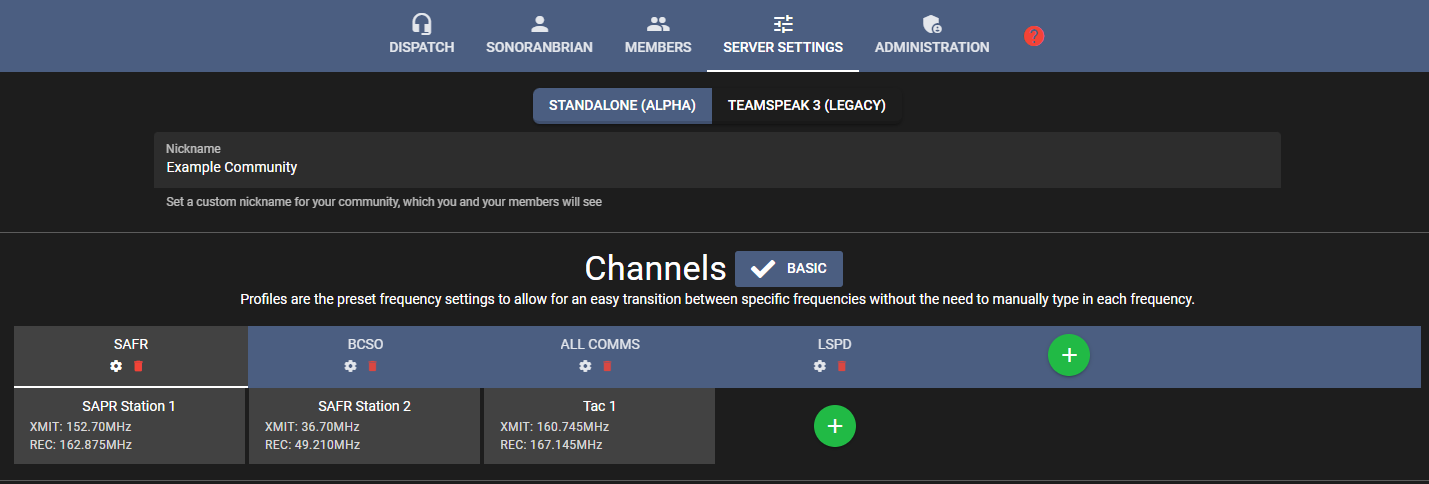 DISPATCH SONORANBRIAN MEMBERS SERVER SETTINGS ADMINISTRATION ?
STANDALONE (ALPHA) TEAMSPEAK 3 (LEGACY)
Nickname
Example Community
Set a custom nickname for your community, which you and your members will see
Channels BASIC
Profiles are the preset frequency settings to allow for an easy transition between specific frequencies without the need to manually type in each frequency.
SAFR BCSO ALL COMMS LSPD
SAPR Station 1 SAFR Station 2 Tac 1
XMIT: 152.70MHz XMIT: 36.70MHz XMIT: 160.745MHz
REC: 162.875MHz REC: 49.210MHz REC: 167.145MHz